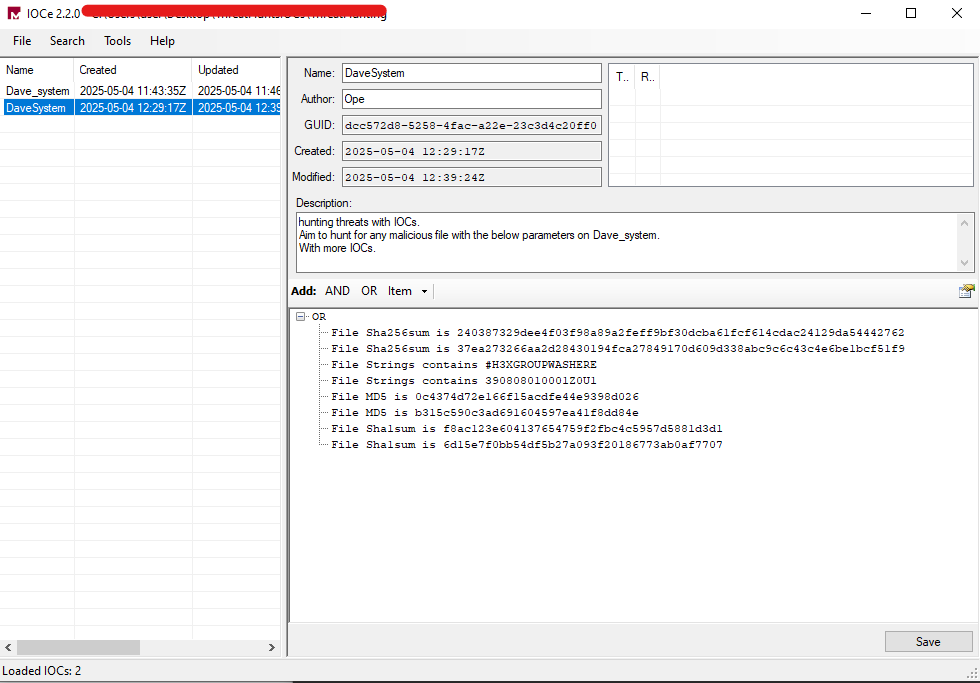 IOCe 2.2.0
File Search Tools Help
Name Created Updated
Dave_system 2025-05-04 11:43:35Z 2025-05-04 11:46
DaveSystem 2025-05-04 12:29:17Z 2025-05-04 12:39
Name: DaveSystem
Author: Ope
GUID: dcc572d8-5258-4fac-a22e-23c3d4c20ff0
Created: 2025-05-04 12:29:17Z
Modified: 2025-05-04 12:39:24Z
T.. R..
Description:
hunting threats with IOCs.
Aim to hunt for any malicious file with the below parameters on Dave_system.
With more IOCs.
Add: AND OR Item
OR
File Sha256sum is 240387329dee4f03f98a89a2feff9bf30dcba61fcf614cdac24129da54442762
File Sha256sum is 37ea273266aa2d28430194fca27849170d609d338abc9c6c43c4e6be1bcf51f9
File Strings contains #H3XGROUPWASHERE
File Strings contains 390808010001Z0U1
File MD5 is 0c4374d72e166f15acdfe44e9398d026
File MD5 is b315c590c3ad691604597ea41f8dd84e
File Sha1sum is f8ac123e604137654759f2fbc4c5957d5881d3d1
File Sha1sum is 6d15e7f0bb54df5b27a093f20186773ab0af7707
Save
Loaded IOCs: 2